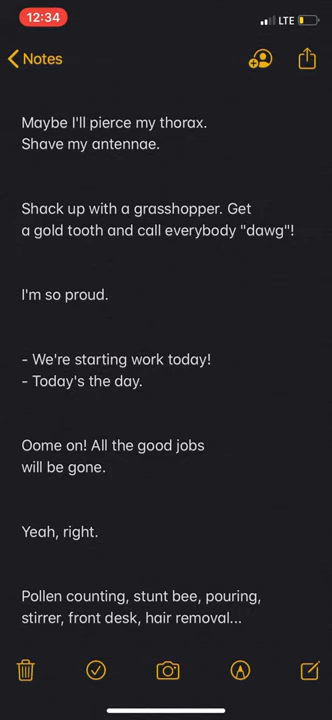 12:34
LTE
Notes
Maybe I'll pierce my thorax.
Shave my antennae.
Shack up with a grasshopper. Get
a gold tooth and call everybody "dawg"!
I'm so proud.
- We're starting work today!
- Today's the day.
Oome on! All the good jobs
will be gone.
Yeah, right.
Pollen counting, stunt bee, pouring,
stirrer, front desk, hair removal...